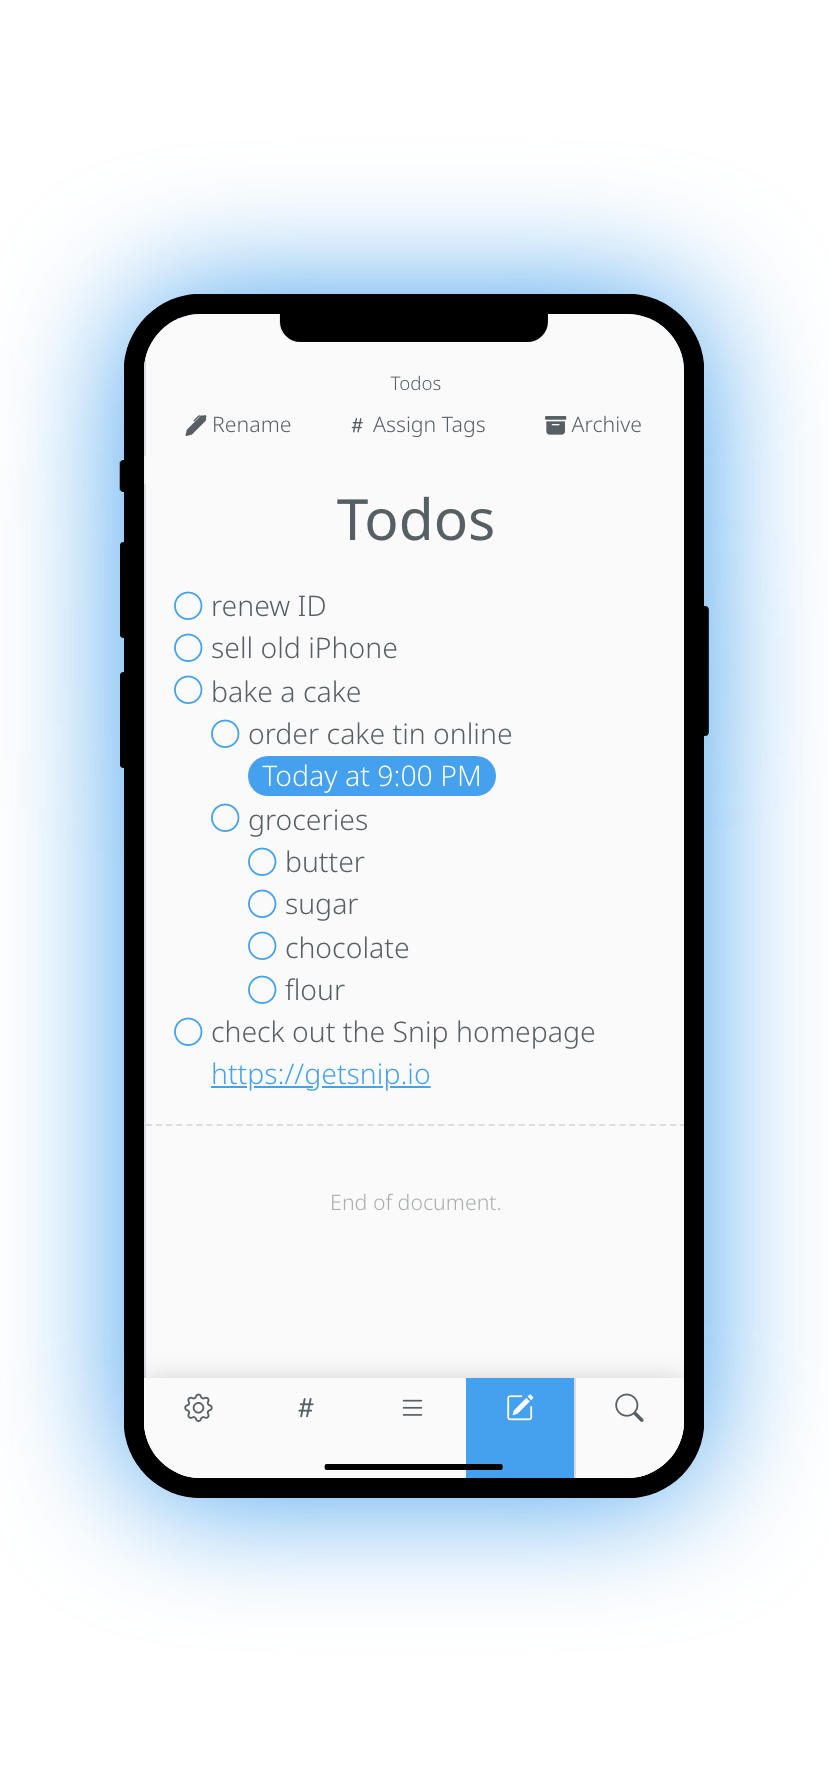 Todos
Rename # Assign Tags Archive
Todos
renew ID
sell old iPhone
bake a cake
order cake tin online
Today at 9:00 PM
groceries
butter
sugar
chocolate
flour
check out the Snip homepage
https://getsnip.io
End of document.
#